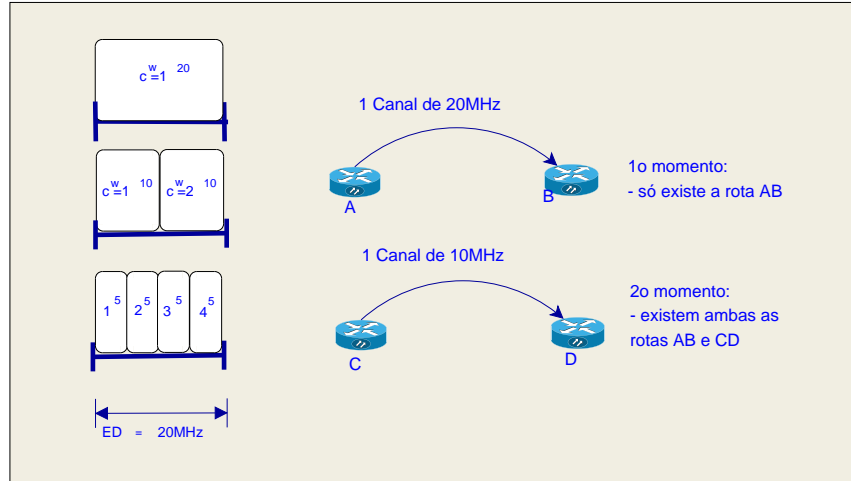 c w =1 20
c w =1 10 c w =2 10
1 5 2 5 3 5 4 5
ED = 20MHz
1 Canal de 20MHz
A
B
1o momento:
- só existe a rota AB
1 Canal de 10MHz
C
D
2o momento:
- existem ambas as
rotas AB e CD